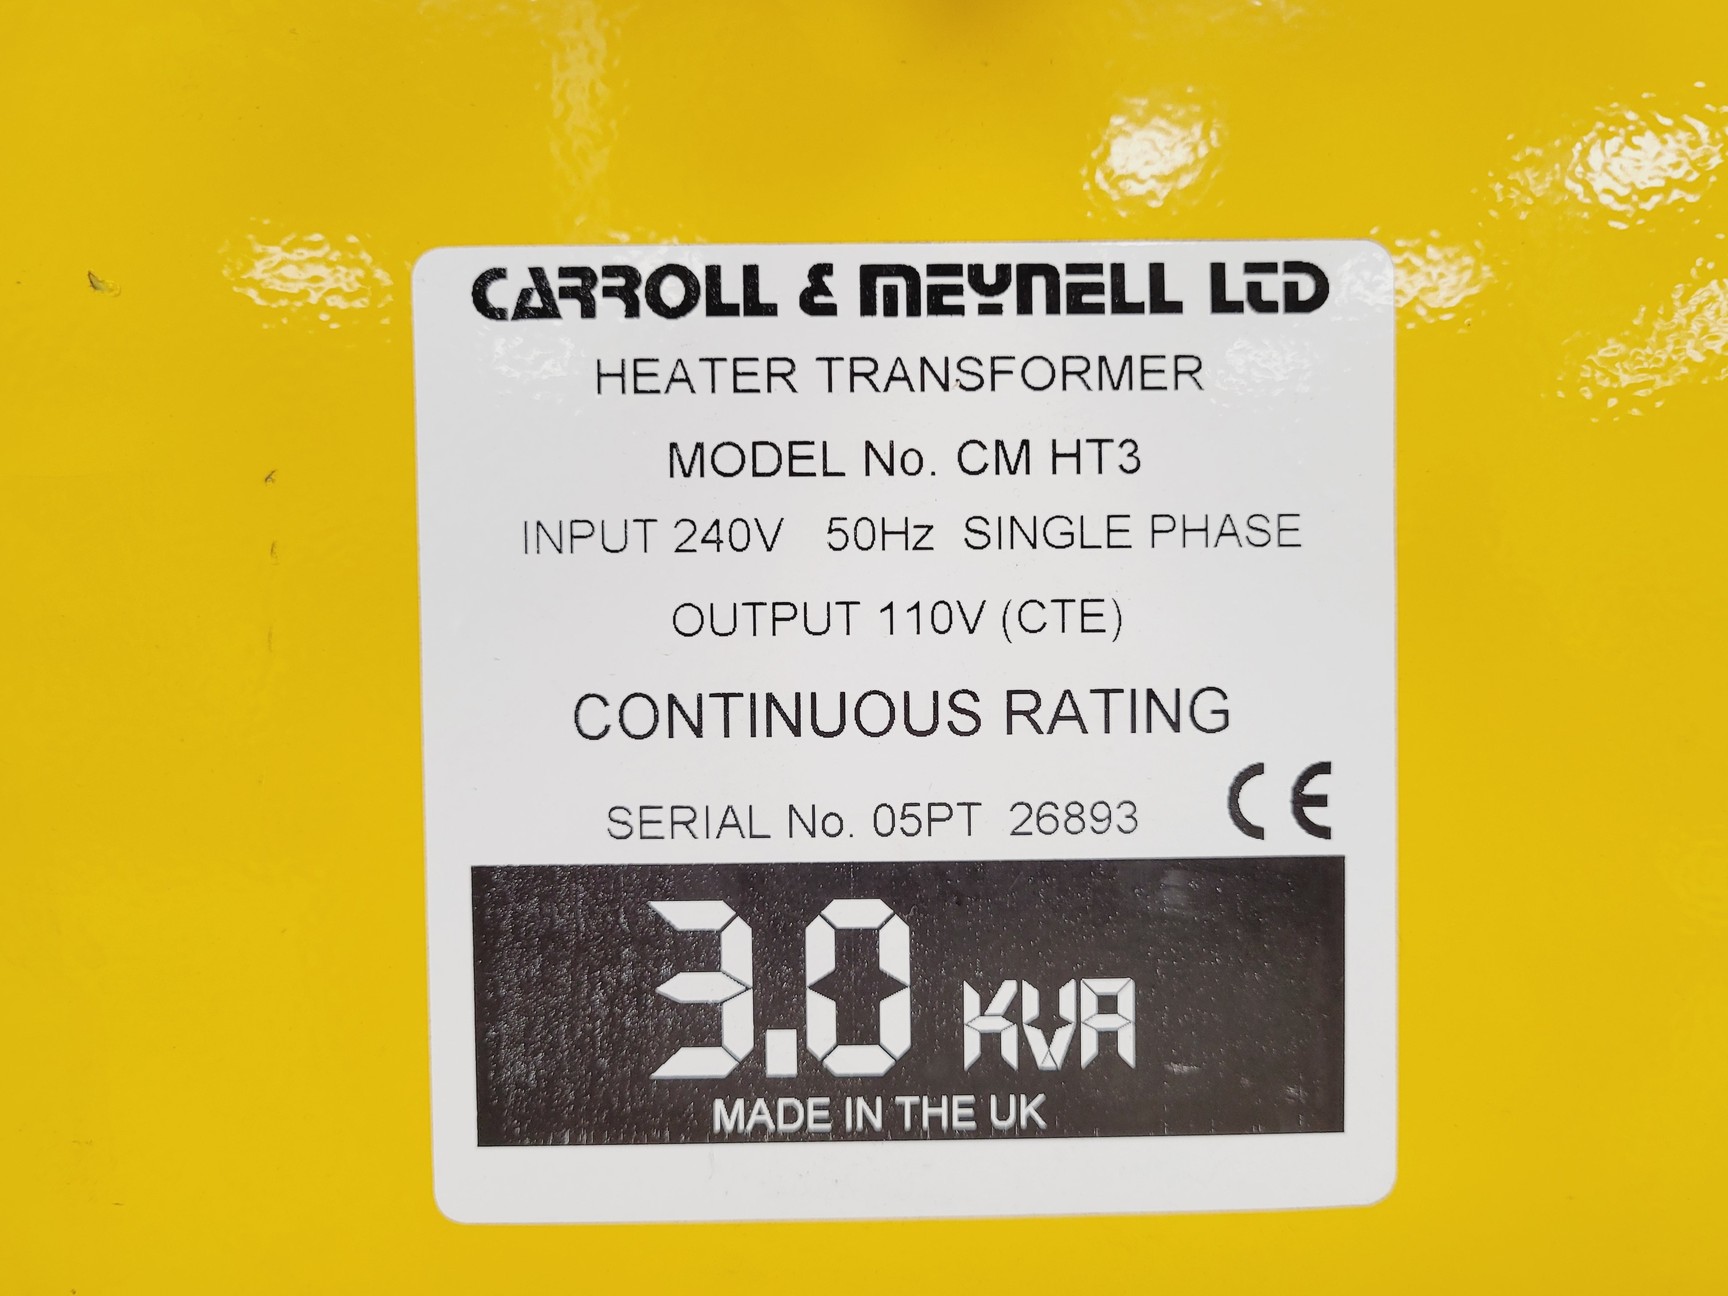 CARROLL & MEYNELL LTD
HEATER TRANSFORMER
MODEL No. CM HT3
INPUT 240V 50Hz SINGLE PHASE
OUTPUT 110V (CTE)
CONTINUOUS RATING
SERIAL No. 05PT 26893 CE
3.0 KVA
MADE IN THE UK